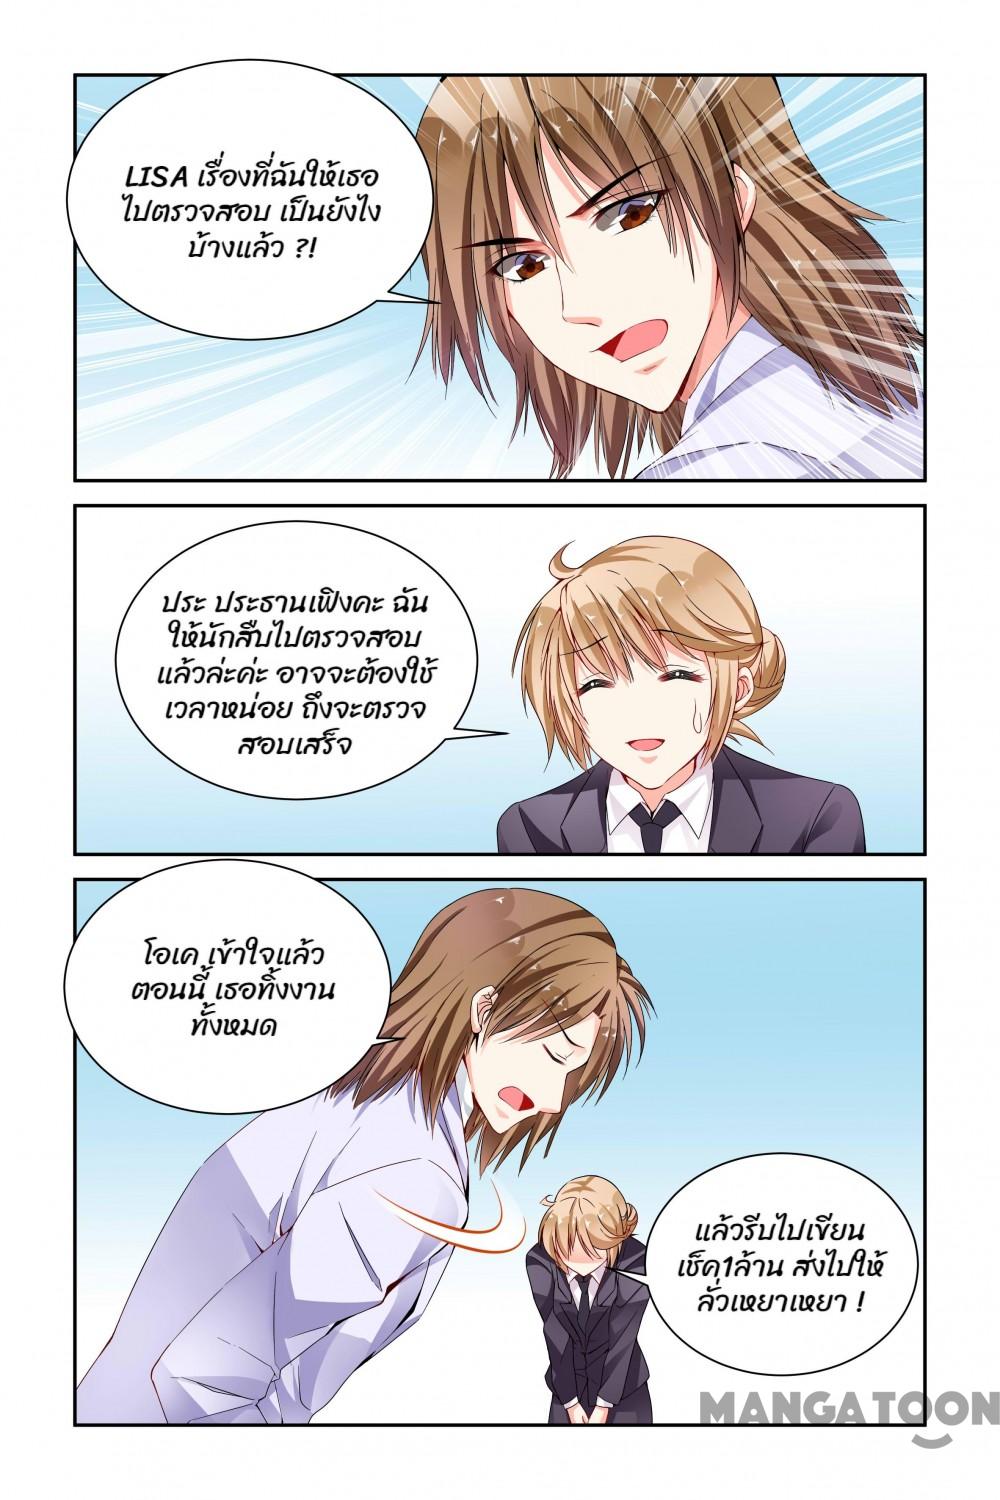 LISA เรื่องที่ฉันให้เธอ
ไปตรวจสอบ เป็นยังไง
บ้างแล้ว ?!
ประ ประธานเฟิงคะ ฉัน
ให้นักสืบไปตรวจสอบ
แล้วล่ะค่ะ อาจจะต้องใช้
เวลาหน่อย ถึงจะตรวจ
สอบเสร็จ
โอเค เข้าใจแล้ว
ตอนนี้ เธอทิ้งงาน
ทั้งหมด
แล้วรีบไปเขียน
เช็ค1ล้าน ส่งไปให้
ลั่วเหยาเหยา !
MANGATOON